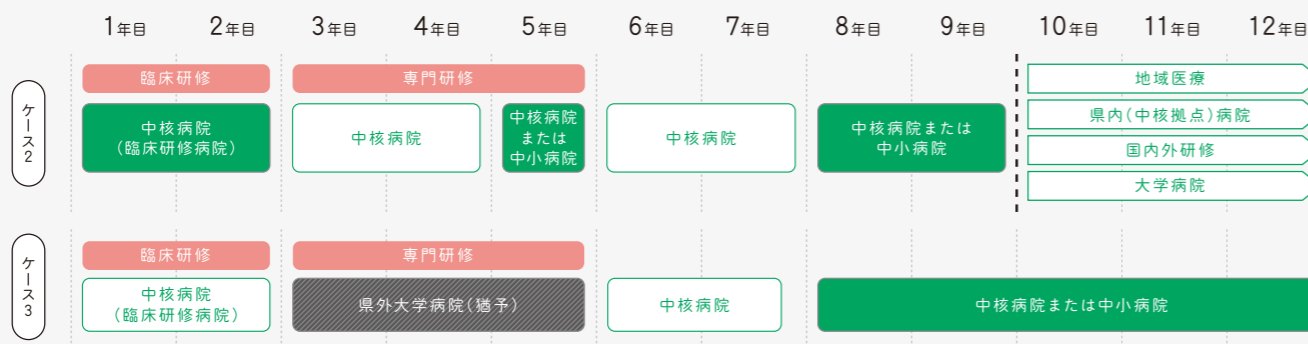 1年目 2年目 3年目 4年目 5年目 6年目 7年目 8年目 9年目 10年目 11年目 12年目
ケース2
臨床研修
専門研修
中核病院
(臨床研修病院)
中核病院
中核病院
または
中小病院
中核病院
中核病院または
中小病院
地域医療
県内(中核拠点)病院
国内外研修
大学病院
ケース3
臨床研修
専門研修
中核病院
(臨床研修病院)
県外大学病院(猶予)
中核病院
中核病院または中小病院